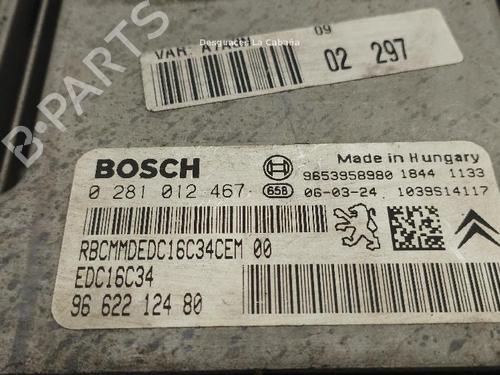 09
VAR:
Desguaces La Cabaña
02 297
B-PARTS
BOSCH
Made in Hungary
0 281 012 467
658
9653958980 1844 1133
06-03-24 1039S14117
RBCMMDEDC16C34CEM 00
EDC16C34
96 622 124 80